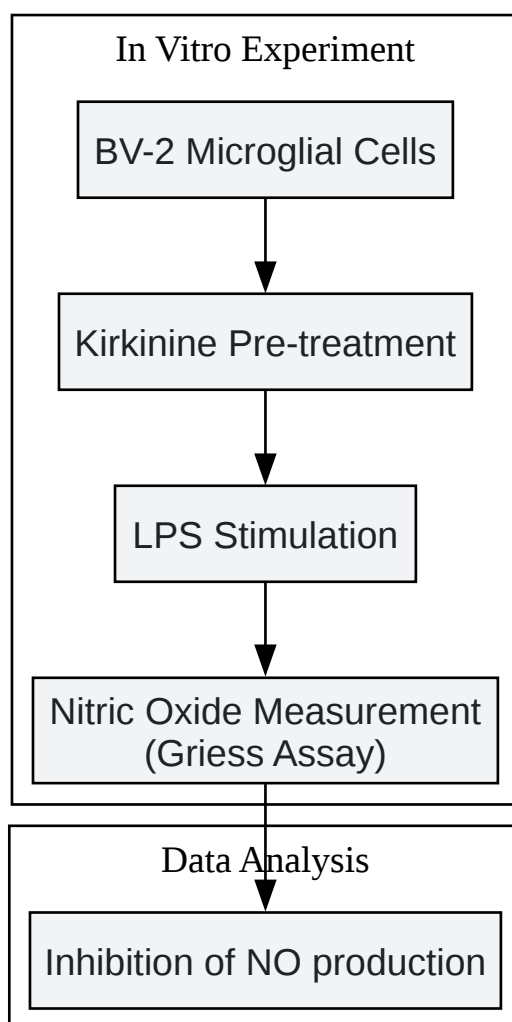 In Vitro Experiment
BV-2 Microglial Cells
Kirkinine Pre-treatment
LPS Stimulation
Nitric Oxide Measurement
(Griess Assay)
Data Analysis
Inhibition of NO production